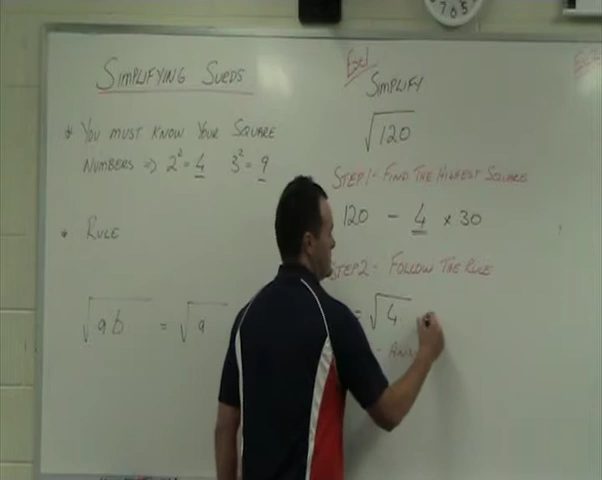 SIMPLIFYING SURDS
* YOU MUST KNOW YOUR SQUARE
NUMBERS => 2² = 4 3² = 9
* RULE
√ab = √a
Ex1
SIMPLIFY
√120
STEP 1 - FIND THE HIGHEST SQUARE
120 - 4 × 30
STEP 2 - FOLLOW THE RULE
= √4